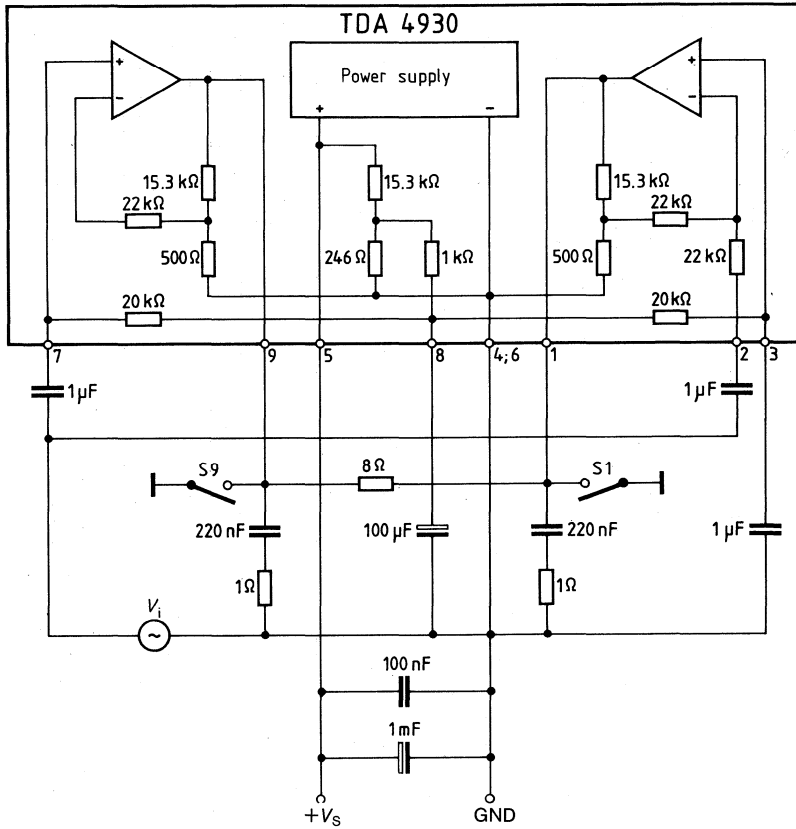 TDA 4930
Power supply
+ −
+
−
+
−
15.3 kΩ
22 kΩ
500 Ω
15.3 kΩ
246 Ω
1 kΩ
15.3 kΩ
22 kΩ
500 Ω
22 kΩ
20 kΩ
20 kΩ
7 9 5 8 4;6 1 2 3
1 µF
1 µF
S9
8 Ω
S1
220 nF
100 µF
220 nF
1 µF
1 Ω
1 Ω
Vi
~
100 nF
1 mF
+VS
GND